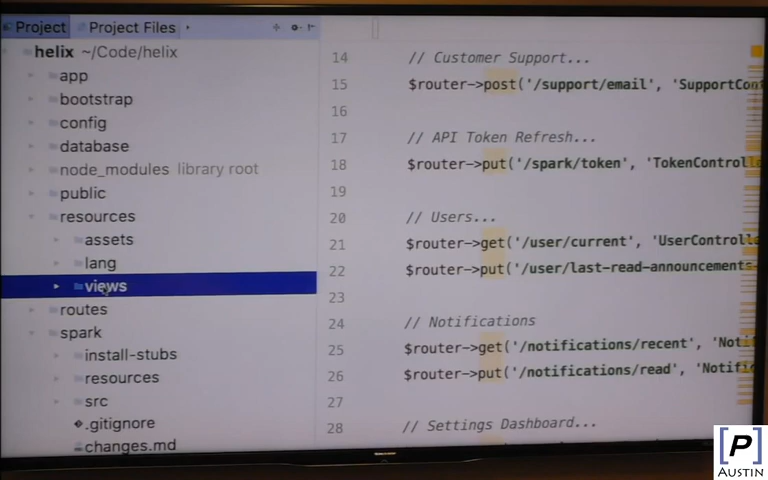 Project Project Files
helix ~/Code/helix
app
bootstrap
config
database
node_modules library root
public
resources
assets
lang
views
routes
spark
install-stubs
resources
src
.gitignore
changes.md
14 // Customer Support...
15 $router->post('/support/email', 'SupportCon
16
17 // API Token Refresh...
18 $router->put('/spark/token', 'TokenControll
19
20 // Users...
21 $router->get('/user/current', 'UserControlle
22 $router->put('/user/last-read-announcements-
23
24 // Notifications
25 $router->get('/notifications/recent', 'Noti
26 $router->put('/notifications/read', 'Notific
27
28 // Settings Dashboard...
[P]
AUSTIN